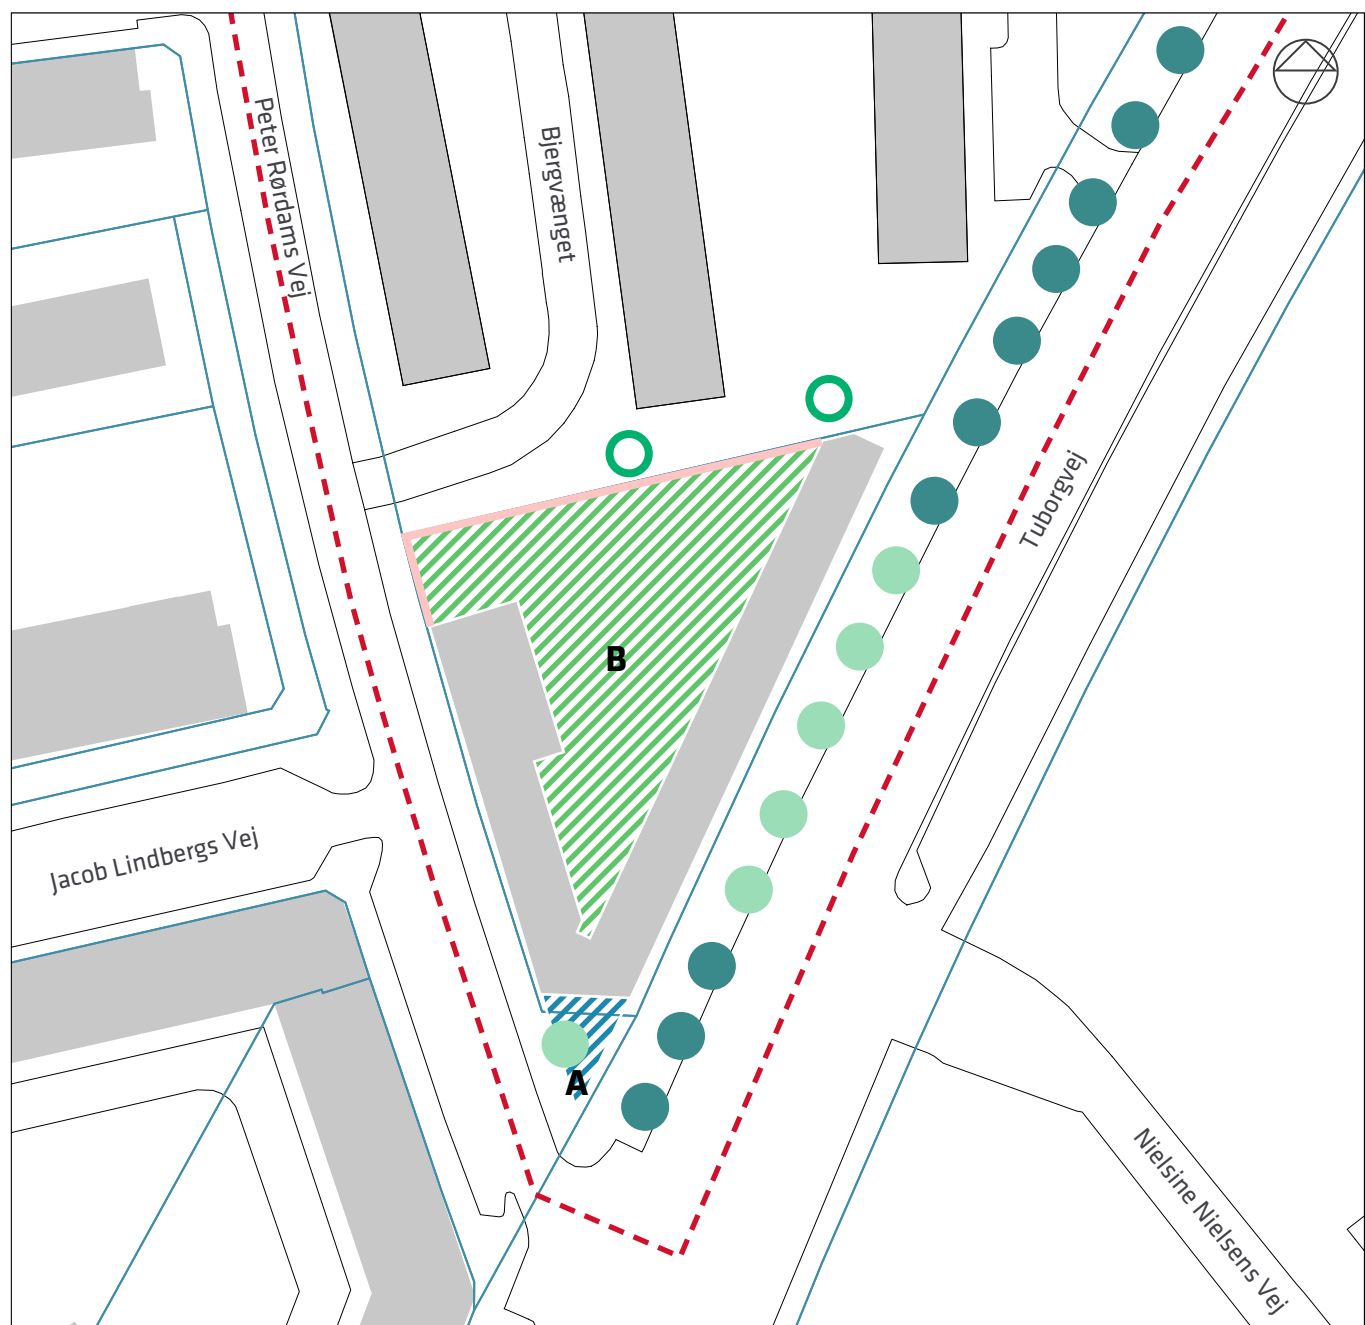 Peter Rørdams Vej
Bjergvænget
Tuborgvej
B
Jacob Lindbergs Vej
A
Nielsine Nielsens Vej